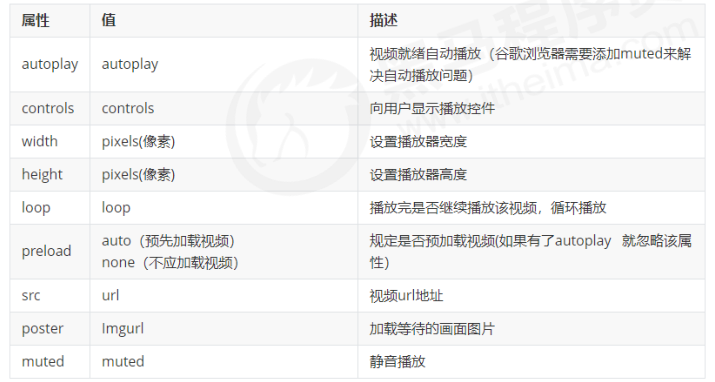 属性 值 描述
autoplay autoplay 视频就绪自动播放（谷歌浏览器需要添加muted来解
决自动播放问题）
controls controls 向用户显示播放控件
width pixels(像素) 设置播放器宽度
height pixels(像素) 设置播放器高度
loop loop 播放完是否继续播放该视频，循环播放
preload auto（预先加载视频） 规定是否预加载视频(如果有了autoplay 就忽略该属
none（不应加载视频） 性）
src url 视频url地址
poster Imgurl 加载等待的画面图片
muted muted 静音播放
黑马程序员
www.itheima.com